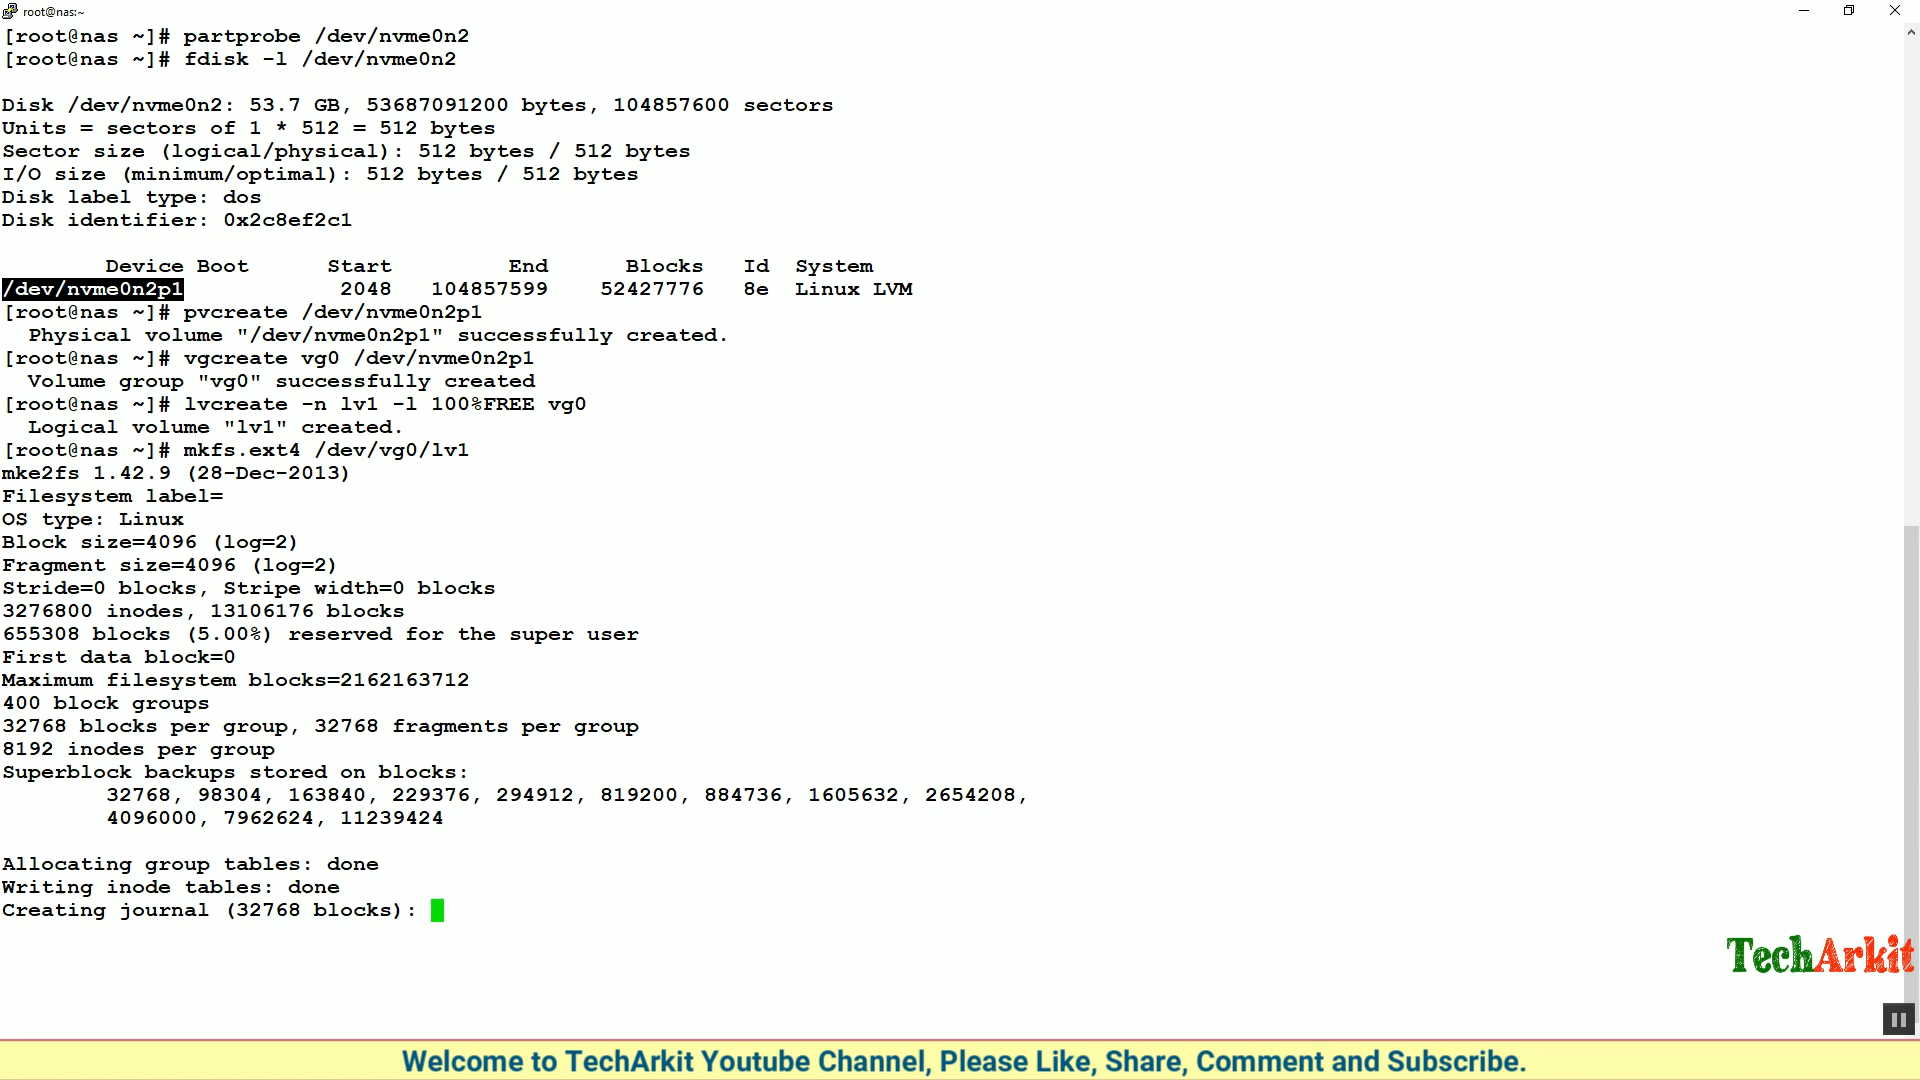 root@nas:~
[root@nas ~]# partprobe /dev/nvme0n2
[root@nas ~]# fdisk -l /dev/nvme0n2
Disk /dev/nvme0n2: 53.7 GB, 53687091200 bytes, 104857600 sectors
Units = sectors of 1 * 512 = 512 bytes
Sector size (logical/physical): 512 bytes / 512 bytes
I/O size (minimum/optimal): 512 bytes / 512 bytes
Disk label type: dos
Disk identifier: 0x2c8ef2c1
Device Boot Start End Blocks Id System
/dev/nvme0n2p1 2048 104857599 52427776 8e Linux LVM
[root@nas ~]# pvcreate /dev/nvme0n2p1
Physical volume "/dev/nvme0n2p1" successfully created.
[root@nas ~]# vgcreate vg0 /dev/nvme0n2p1
Volume group "vg0" successfully created
[root@nas ~]# lvcreate -n lv1 -l 100%FREE vg0
Logical volume "lv1" created.
[root@nas ~]# mkfs.ext4 /dev/vg0/lv1
mke2fs 1.42.9 (28-Dec-2013)
Filesystem label=
OS type: Linux
Block size=4096 (log=2)
Fragment size=4096 (log=2)
Stride=0 blocks, Stripe width=0 blocks
3276800 inodes, 13106176 blocks
655308 blocks (5.00%) reserved for the super user
First data block=0
Maximum filesystem blocks=2162163712
400 block groups
32768 blocks per group, 32768 fragments per group
8192 inodes per group
Superblock backups stored on blocks:
32768, 98304, 163840, 229376, 294912, 819200, 884736, 1605632, 2654208,
4096000, 7962624, 11239424
Allocating group tables: done
Writing inode tables: done
Creating journal (32768 blocks):
TechArkit
Welcome to TechArkit Youtube Channel, Please Like, Share, Comment and Subscribe.